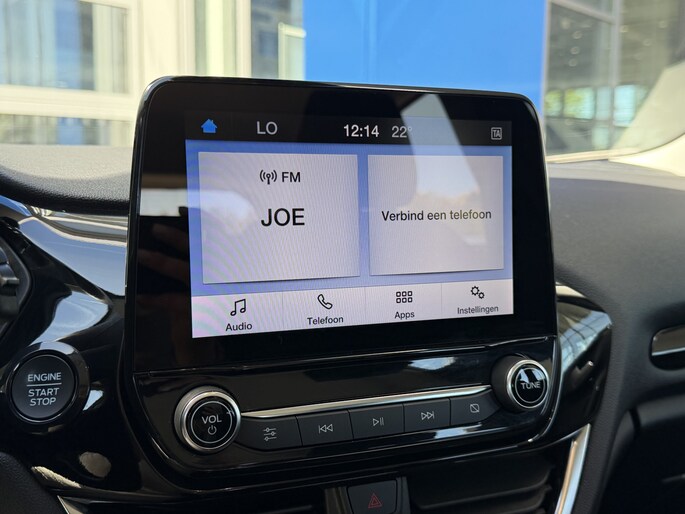 LO 12:14 22° TA
FM
JOE
Verbind een telefoon
Audio Telefoon Apps Instellingen
ENGINE
START
STOP
VOL
TUNE